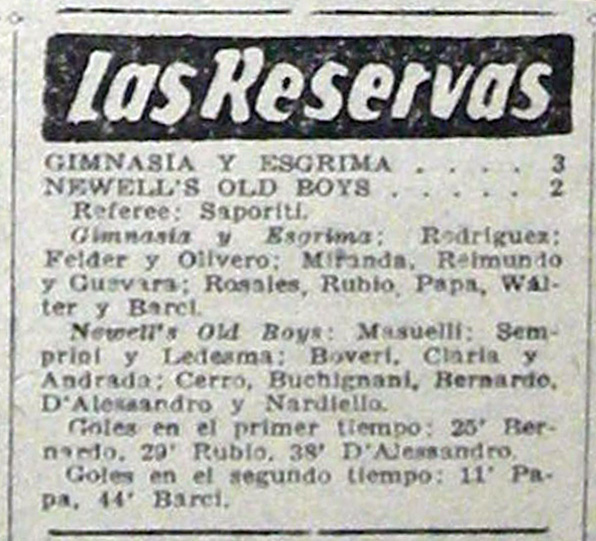 Las Reservas
GIMNASIA Y ESGRIMA . . . . 3
NEWELL'S OLD BOYS . . . . . 2
Referee: Saporiti.
Gimnasia y Esgrima: Rodríguez;
Felder y Olivero; Miranda, Reimundo
y Guevara; Rosales, Rubio, Papa, Wál-
ter y Barci.
Newell's Old Boys: Masuelli; Sem-
prini y Ledesma; Boveri, Claria y
Andrada; Cerro, Buchignani, Bernardo,
D'Alessandro y Nardiello.
Goles en el primer tiempo: 25' Ber-
nardo, 29' Rubio, 38' D'Alessandro.
Goles en el segundo tiempo: 11' Pa-
pa, 44' Barci.